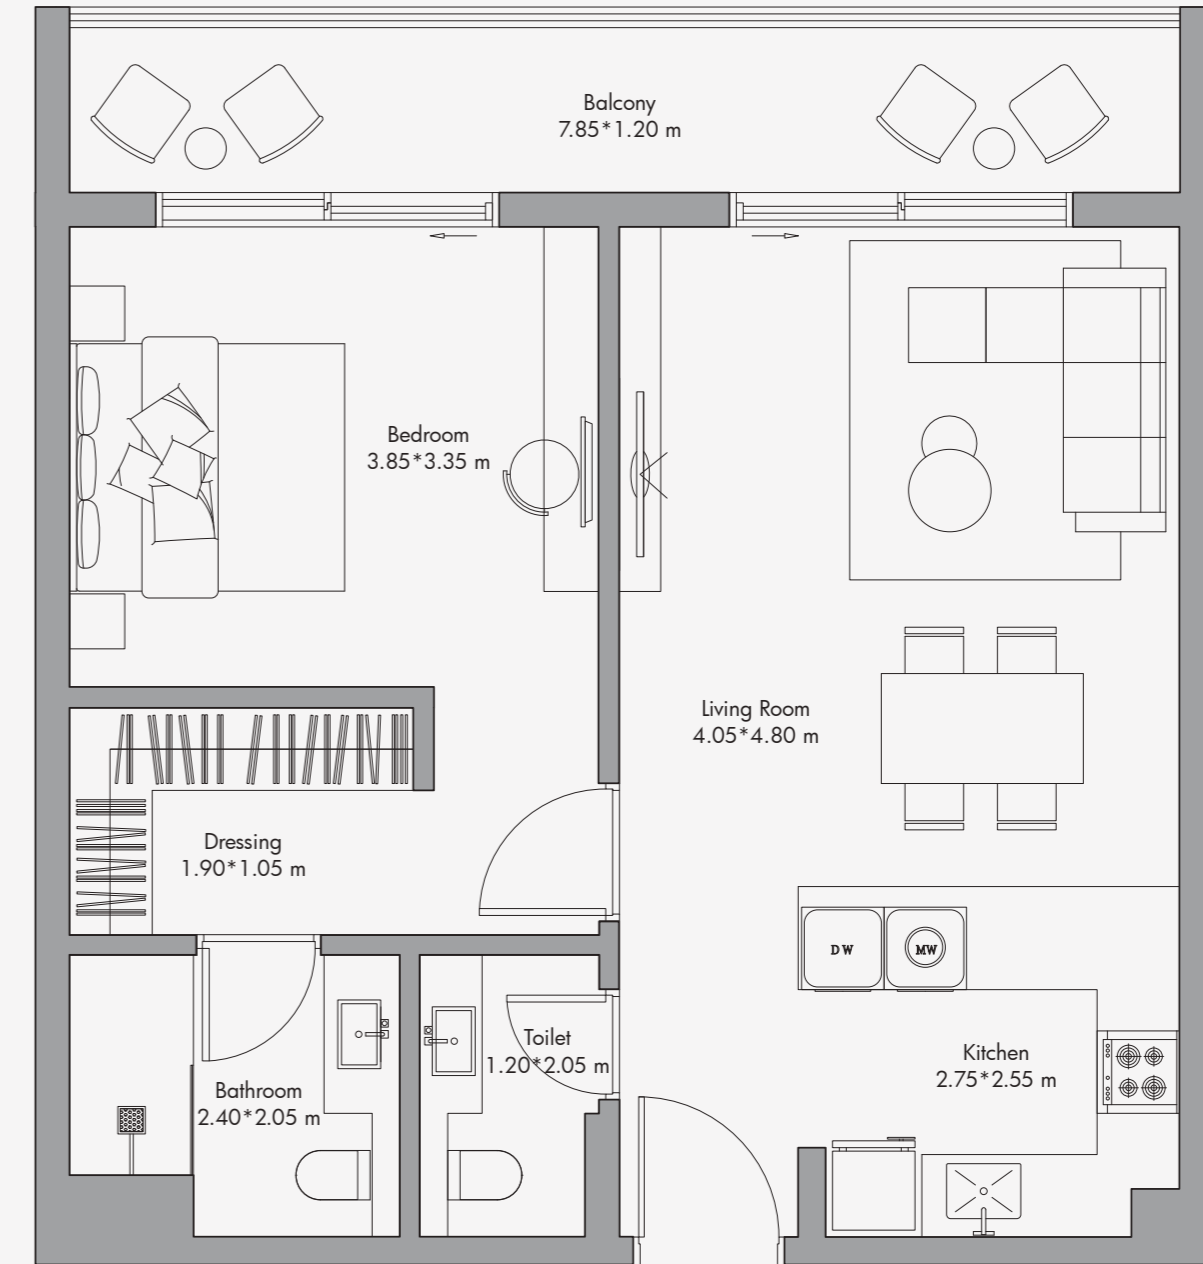 Balcony
7.85*1.20 m
Bedroom
3.85*3.35 m
Living Room
4.05*4.80 m
Dressing
1.90*1.05 m
DW
MW
Toilet
1.20*2.05 m
Kitchen
2.75*2.55 m
Bathroom
2.40*2.05 m